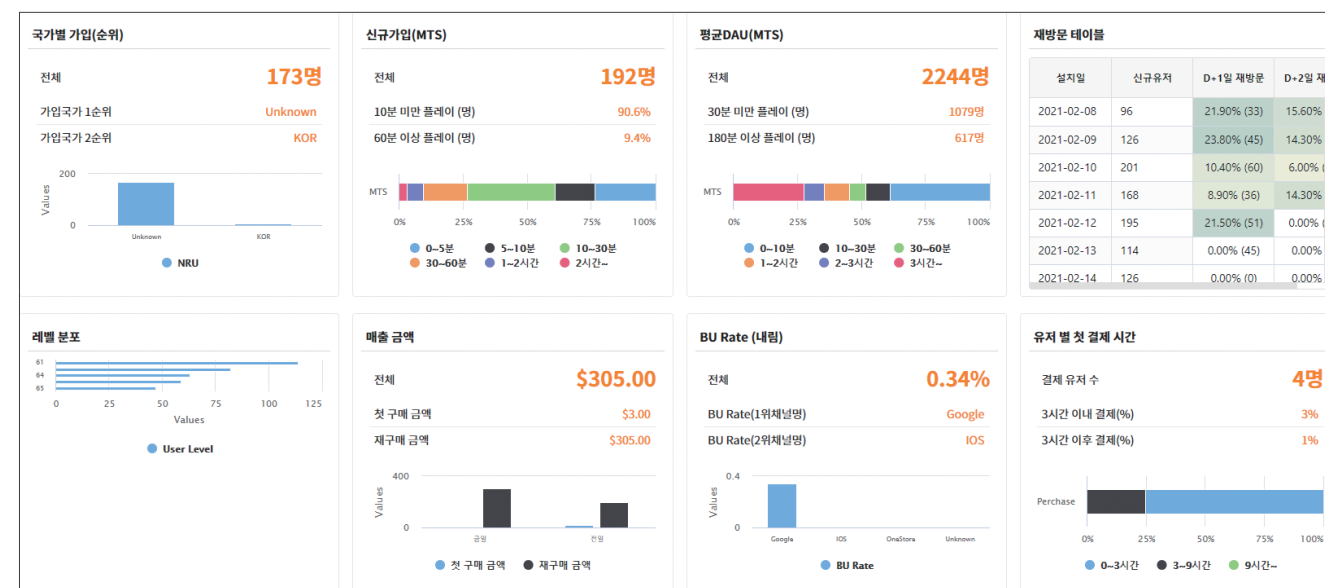 국가별 가입(순위)
전체 173명
가입국가 1순위 Unknown
가입국가 2순위 KOR
200
Values
0
Unknown KOR
NRU
신규가입(MTS)
전체 192명
10분 미만 플레이 (명) 90.6%
60분 이상 플레이 (명) 9.4%
MTS
0% 25% 50% 75% 100%
0~5분 5~10분 10~30분
30~60분 1~2시간 2시간~
평균DAU(MTS)
전체 2244명
30분 미만 플레이 (명) 1079명
180분 이상 플레이 (명) 617명
MTS
0% 25% 50% 75% 100%
0~10분 10~30분 30~60분
1~2시간 2~3시간 3시간~
재방문 테이블
설치일 신규유저 D+1일 재방문 D+2일 재
2021-02-08 96 21.90% (33) 15.60%
2021-02-09 126 23.80% (45) 14.30%
2021-02-10 201 10.40% (60) 6.00% (
2021-02-11 168 8.90% (36) 14.30%
2021-02-12 195 21.50% (51) 0.00% (
2021-02-13 114 0.00% (45) 0.00%
2021-02-14 126 0.00% (0) 0.00%
레벨 분포
61
64
65
0 25 50 75 100 125
Values
User Level
매출 금액
전체 $305.00
첫 구매 금액 $3.00
재구매 금액 $305.00
400
Values
0
금일 전일
첫 구매 금액 재구매 금액
BU Rate (내림)
전체 0.34%
BU Rate(1위채널명) Google
BU Rate(2위채널명) IOS
0.4
Values
0
Google IOS OneStore Unknown
BU Rate
유저 별 첫 결제 시간
결제 유저 수 4명
3시간 이내 결제(%) 3%
3시간 이후 결제(%) 1%
Purchase
0% 25% 50% 75% 100%
0~3시간 3~9시간 9시간~